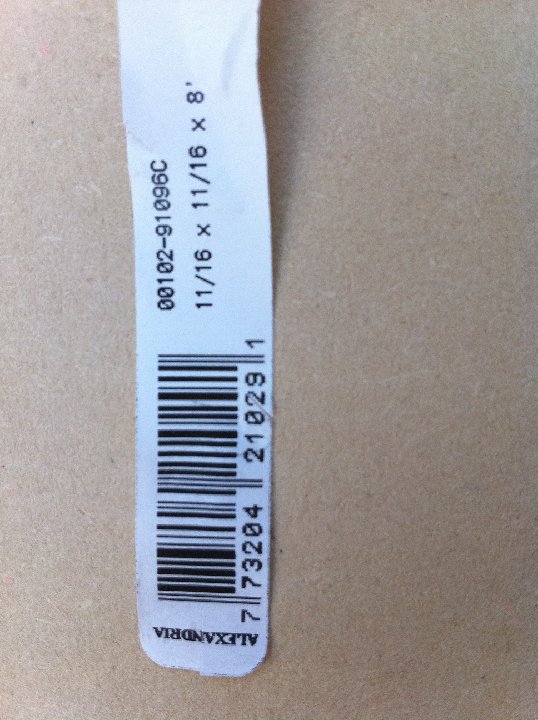 00102-91096C
11/16 x 11/16 x 8'
7 73204 21029 1
ALEXANDRIA